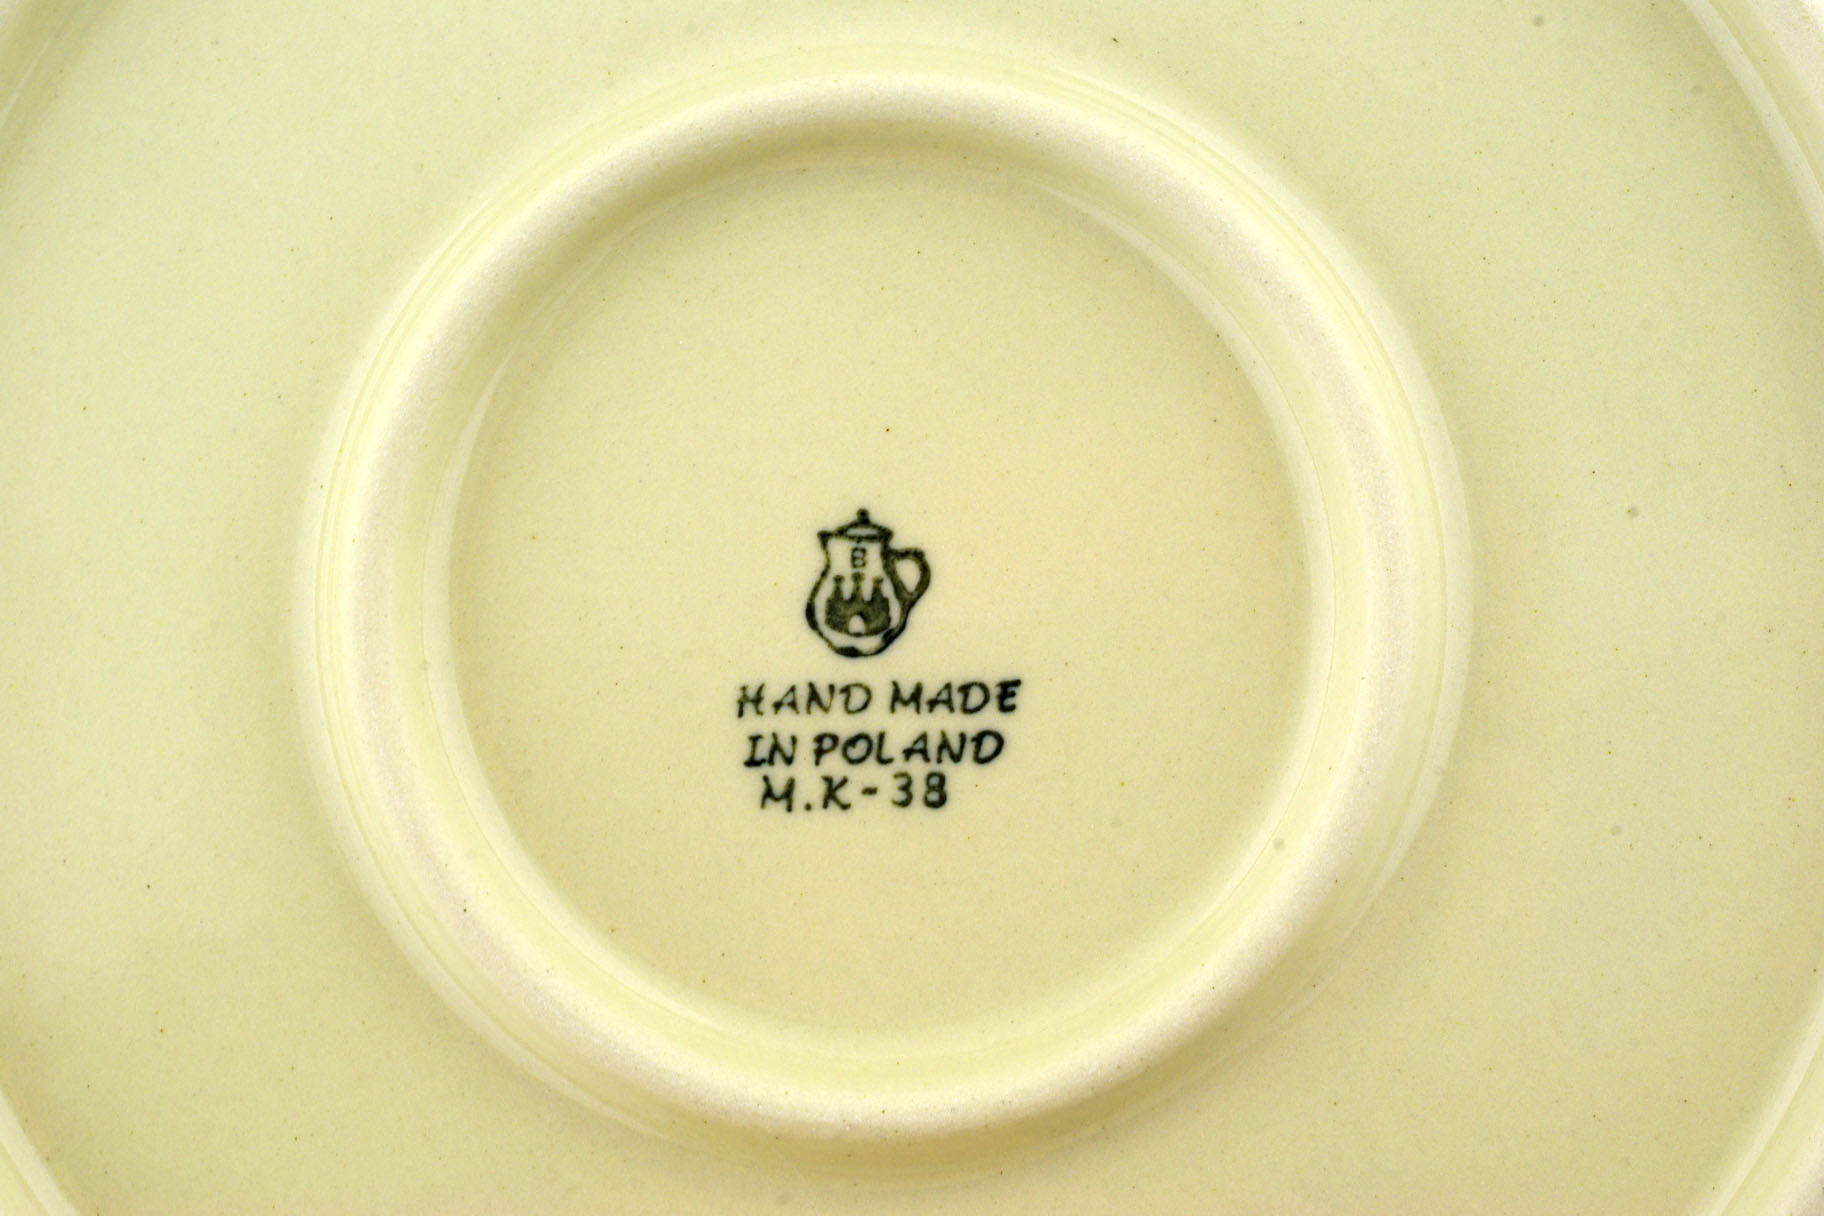 B
HAND MADE
IN POLAND
M.K-38